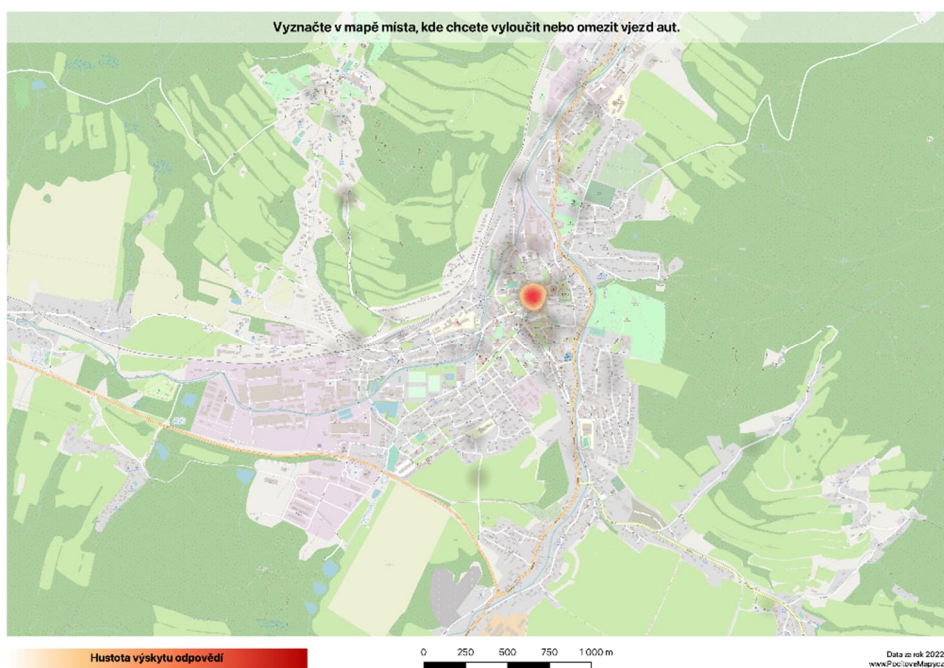 Vyznačte v mapě místa, kde chcete vyloučit nebo omezit vjezd aut.
Hustota výskytu odpovědí
0 250 500 750 1 000 m
Data za rok 2022
www.PocitoveMapy.cz